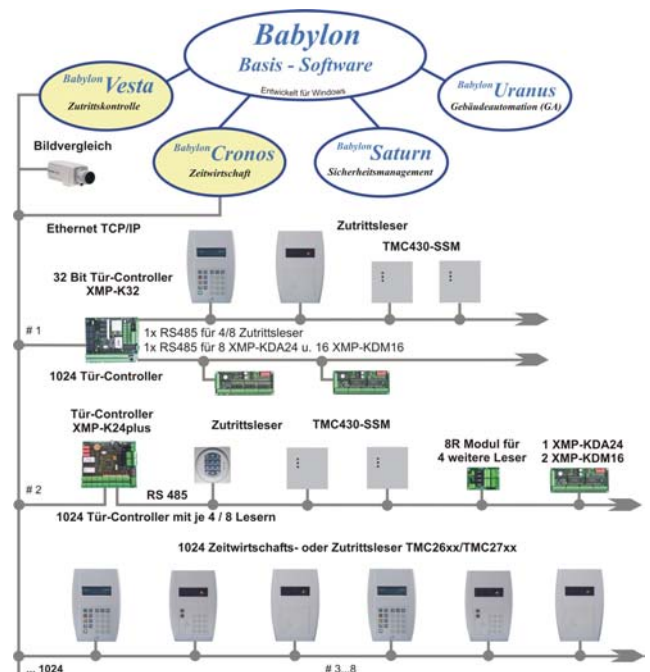 Babylon
Basis - Software
Entwickelt für Windows
Babylon Vesta
Zutrittskontrolle
Babylon Uranus
Gebäudeautomation (GA)
Babylon Cronos
Zeitwirtschaft
Babylon Saturn
Sicherheitsmanagement
Bildvergleich
Ethernet TCP/IP
Zutrittsleser
32 Bit Tür-Controller
XMP-K32
TMC430-SSM
# 1
1x RS485 für 4/8 Zutrittsleser
1x RS485 für 8 XMP-KDA24 u. 16 XMP-KDM16
1024 Tür-Controller
Tür-Controller
XMP-K24plus
Zutrittsleser
TMC430-SSM
8R Modul für
4 weitere Leser
1 XMP-KDA24
2 XMP-KDM16
# 2
RS 485
1024 Tür-Controller mit je 4 / 8 Lesern
1024 Zeitwirtschafts- oder Zutrittsleser TMC26xx/TMC27xx
... 1024
# 3...8